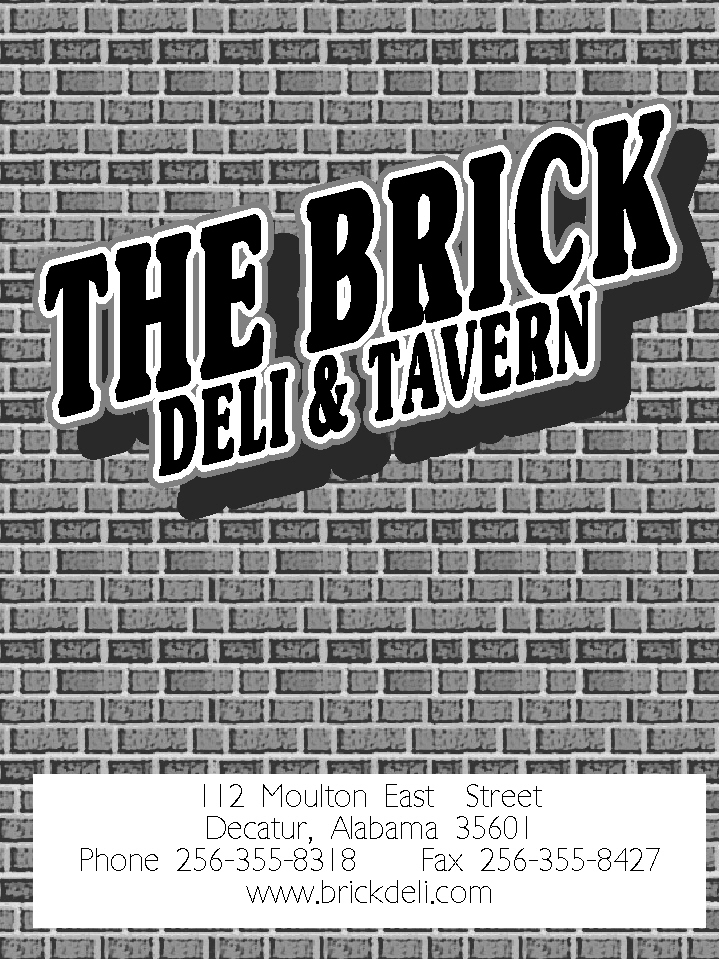 THE BRICK
DELI & TAVERN
112 Moulton East Street
Decatur, Alabama 35601
Phone 256-355-8318 Fax 256-355-8427
www.brickdeli.com